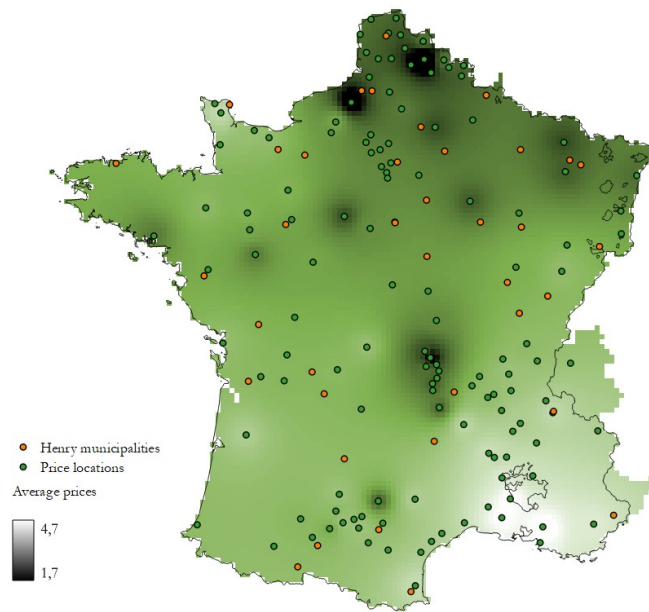 Henry municipalities
Price locations
Average prices
4,7
1,7